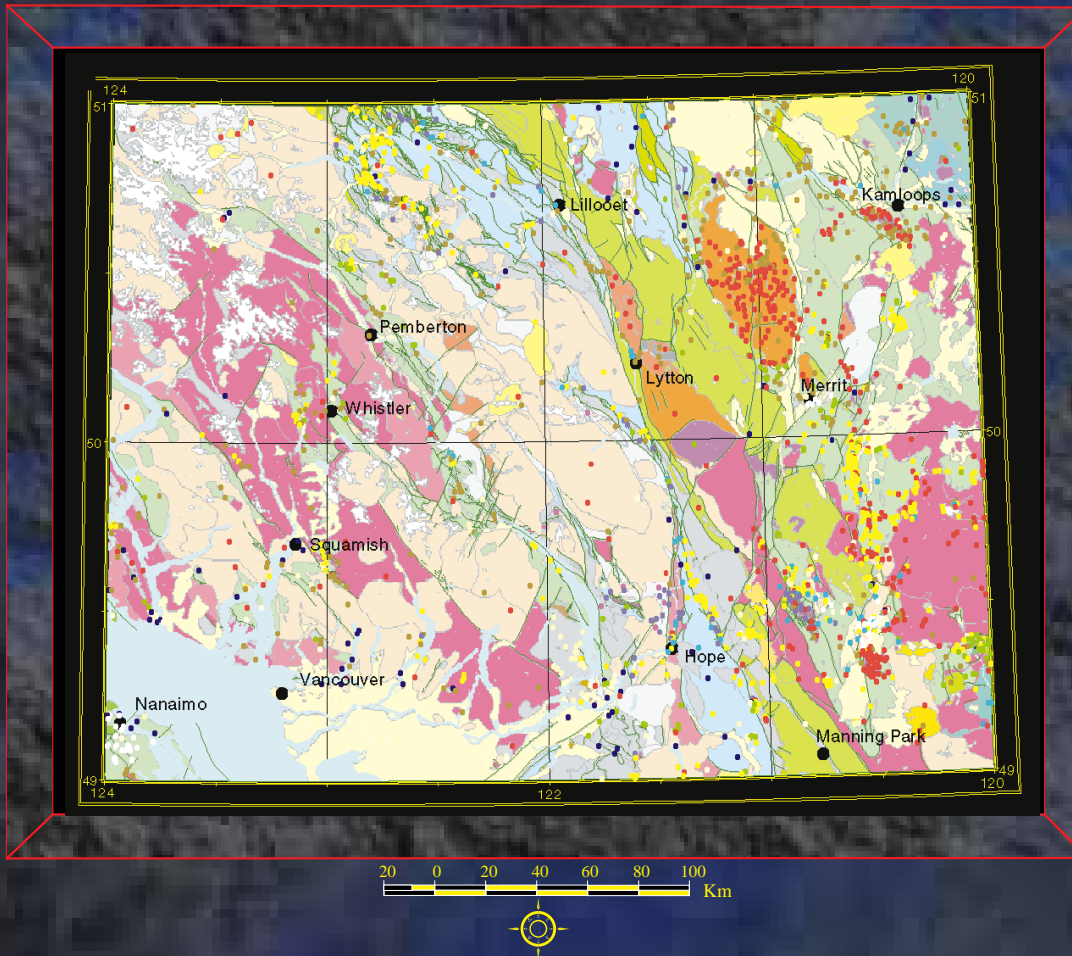 124
120
51
51
Kamloops
Lillooet
Pemberton
Lytton
Merrit
Whistler
50
50
Squamish
Hope
Vancouver
Nanaimo
Manning Park
49
49
124
122
120
20 0 20 40 60 80 100
Km